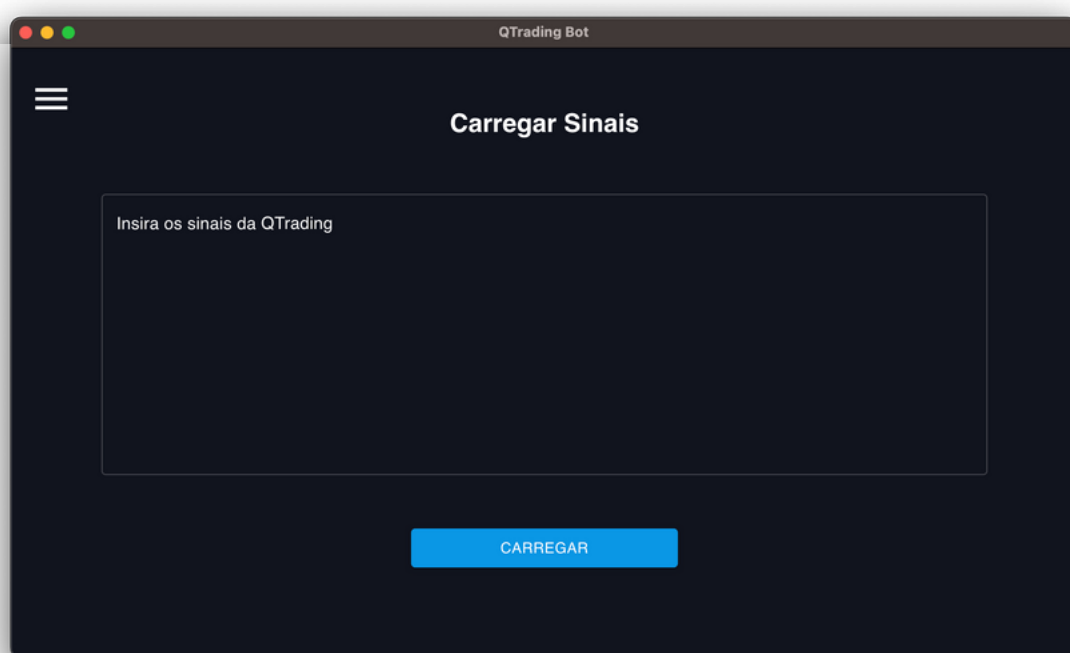 QTrading Bot
Carregar Sinais
Insira os sinais da QTrading
CARREGAR